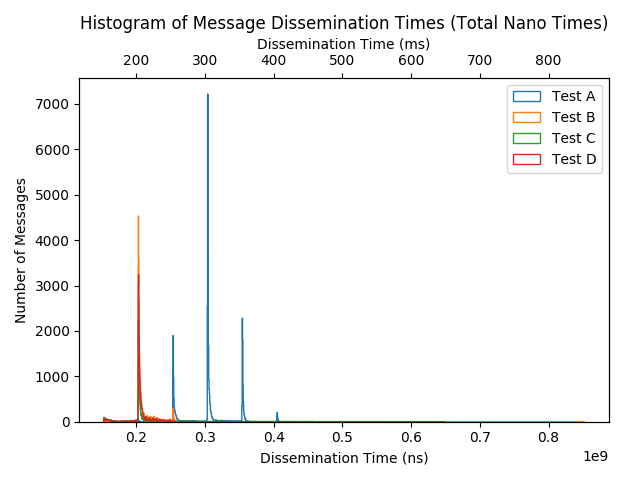 Histogram of Message Dissemination Times (Total Nano Times)
Dissemination Time (ms)
200 300 400 500 600 700 800
Test A
Test B
Test C
Test D
Number of Messages
7000
6000
5000
4000
3000
2000
1000
0
0.2 0.3 0.4 0.5 0.6 0.7 0.8
1e9
Dissemination Time (ns)